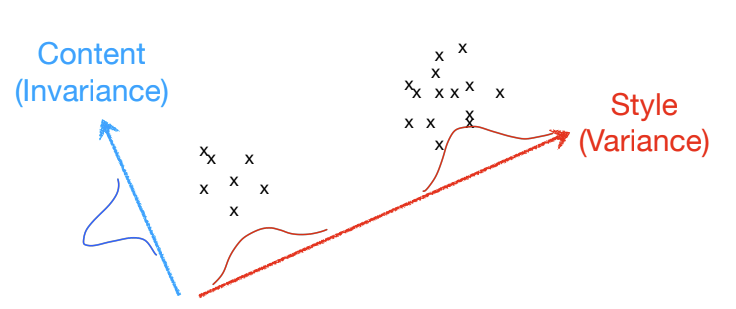 Content
(Invariance)
Style
(Variance)
x x x x x x x
x x x x x x x x x x x x x x